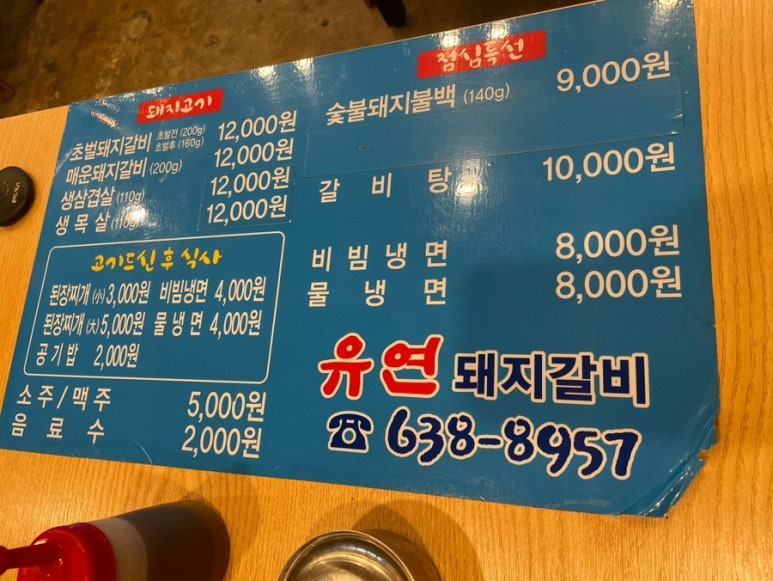 돼지고기
초벌돼지갈비 초벌전 (200g) 초벌후 (160g) 12,000원
매운돼지갈비 (200g) 12,000원
생삼겹살 (110g) 12,000원
생목살 (110g) 12,000원
고기드신 후 식사
된장찌개 (小) 3,000원 비빔냉면 4,000원
된장찌개 (大) 5,000원 물냉면 4,000원
공기밥 2,000원
소주/맥주 5,000원
음료수 2,000원
점심특선
숯불돼지불백 (140g) 9,000원
갈비탕 10,000원
비빔냉면 8,000원
물냉면 8,000원
유연 돼지갈비
☎ 638-8957